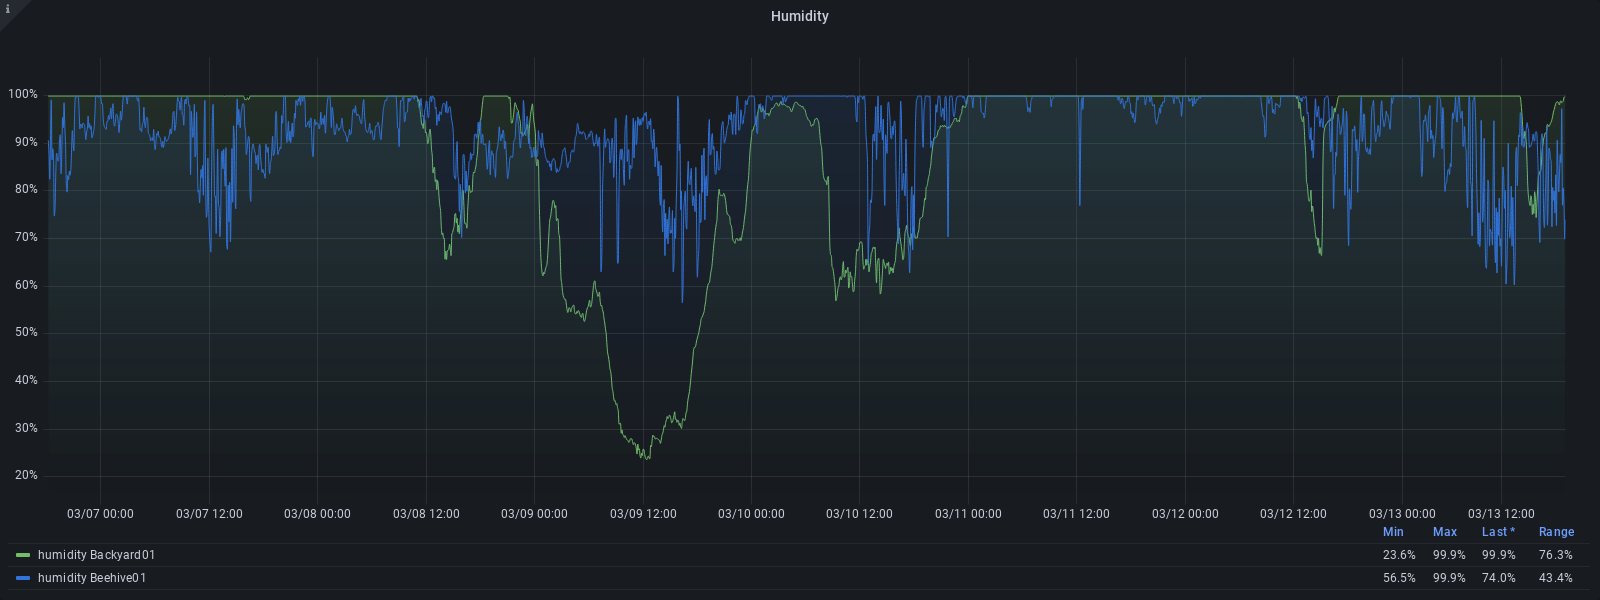 i
Humidity
100%
90%
80%
70%
60%
50%
40%
30%
20%
03/07 00:00 03/07 12:00 03/08 00:00 03/08 12:00 03/09 00:00 03/09 12:00 03/10 00:00 03/10 12:00 03/11 00:00 03/11 12:00 03/12 00:00 03/12 12:00 03/13 00:00 03/13 12:00
Min Max Last * Range
humidity Backyard01 23.6% 99.9% 99.9% 76.3%
humidity Beehive01 56.5% 99.9% 74.0% 43.4%